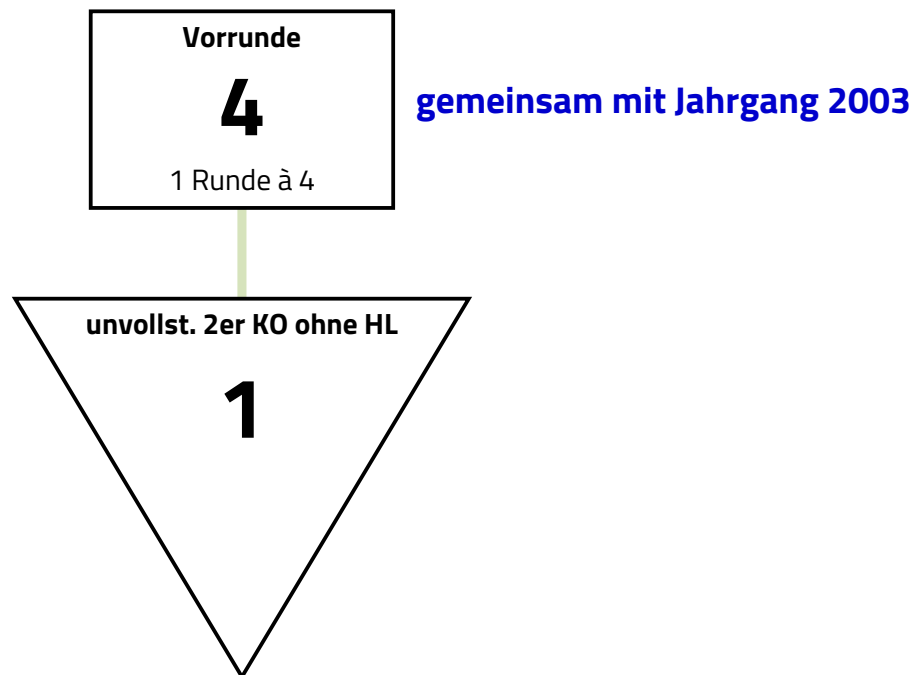 Vorrunde
4
gemeinsam mit Jahrgang 2003
1 Runde à 4
unvollst. 2er KO ohne HL
1